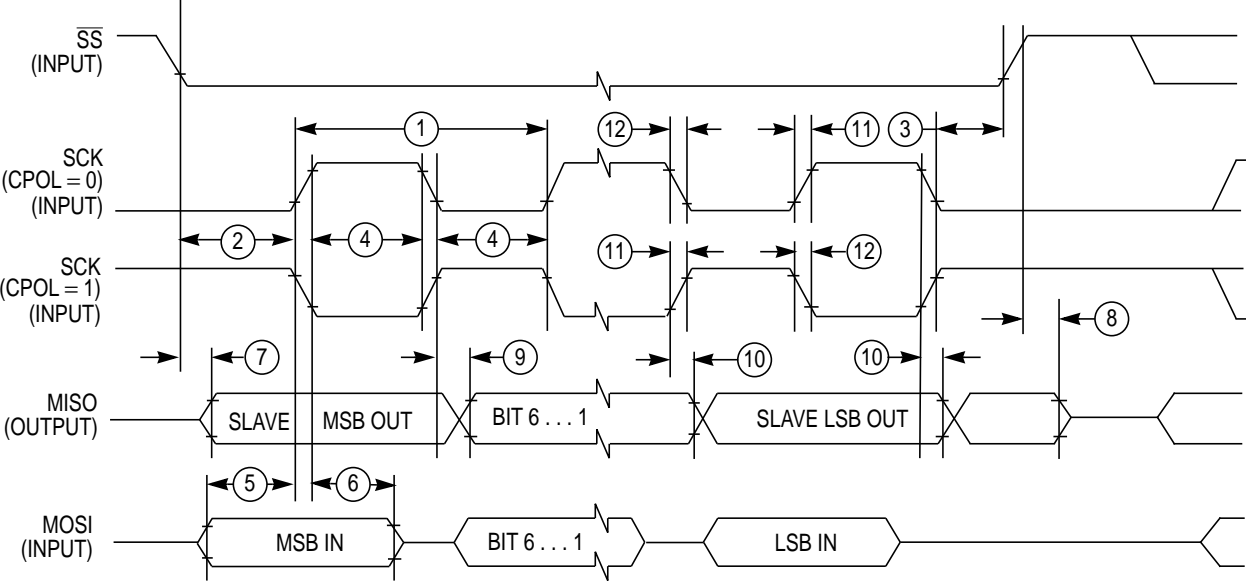 S̅S̅
(INPUT)
1
12
11
3
SCK
(CPOL = 0)
(INPUT)
2
4
4
SCK
(CPOL = 1)
(INPUT)
11
12
8
7
9
10
10
MISO
(OUTPUT)
SLAVE MSB OUT
BIT 6 . . . 1
SLAVE LSB OUT
5
6
MOSI
(INPUT)
MSB IN
BIT 6 . . . 1
LSB IN